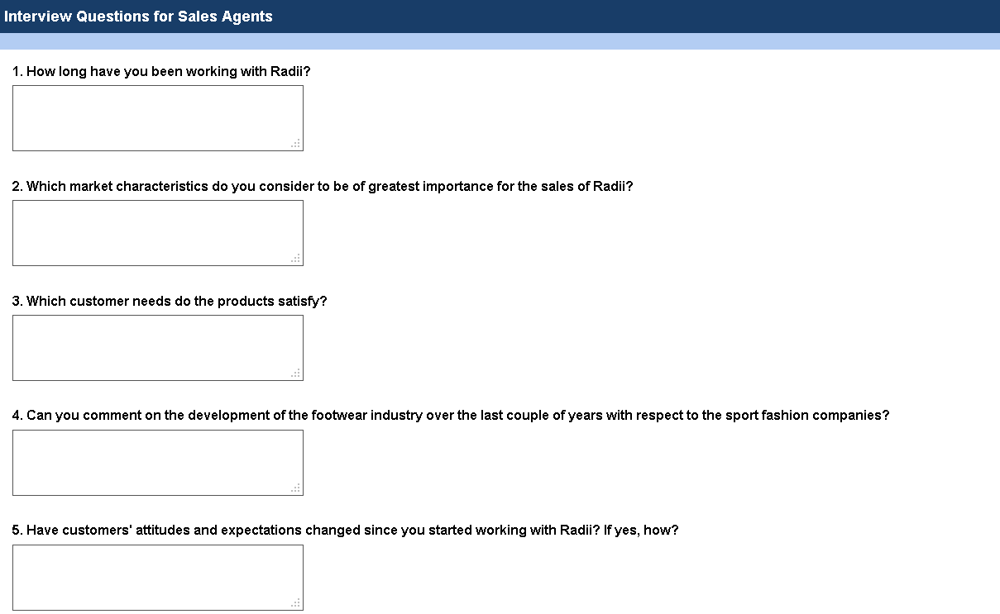 Interview Questions for Sales Agents
1. How long have you been working with Radii?
2. Which market characteristics do you consider to be of greatest importance for the sales of Radii?
3. Which customer needs do the products satisfy?
4. Can you comment on the development of the footwear industry over the last couple of years with respect to the sport fashion companies?
5. Have customers' attitudes and expectations changed since you started working with Radii? If yes, how?